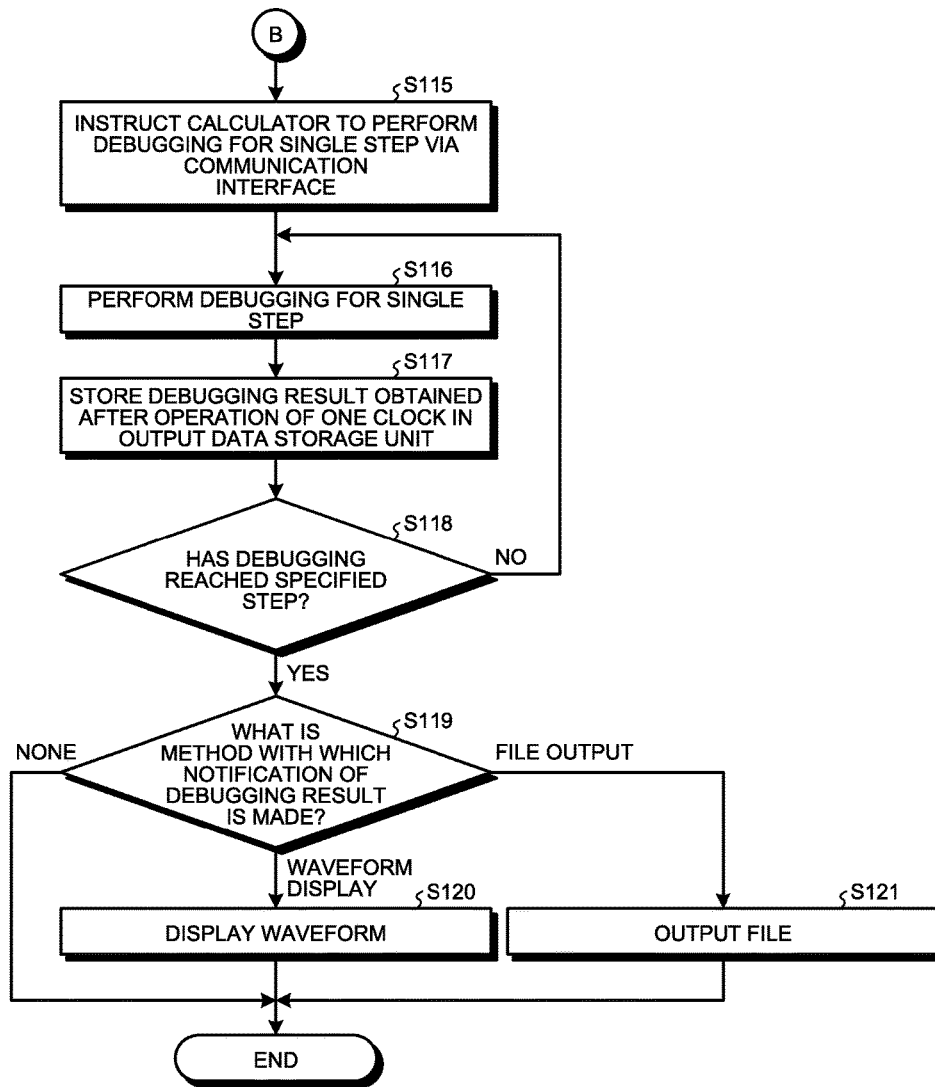 B
S115
INSTRUCT CALCULATOR TO PERFORM
DEBUGGING FOR SINGLE STEP VIA
COMMUNICATION
INTERFACE
S116
PERFORM DEBUGGING FOR SINGLE
STEP
S117
STORE DEBUGGING RESULT OBTAINED
AFTER OPERATION OF ONE CLOCK IN
OUTPUT DATA STORAGE UNIT
S118
HAS DEBUGGING
REACHED SPECIFIED
STEP?
NO
YES
S119
WHAT IS
METHOD WITH WHICH
NOTIFICATION OF
DEBUGGING RESULT
IS MADE?
NONE
FILE OUTPUT
WAVEFORM
DISPLAY
S120
DISPLAY WAVEFORM
S121
OUTPUT FILE
END